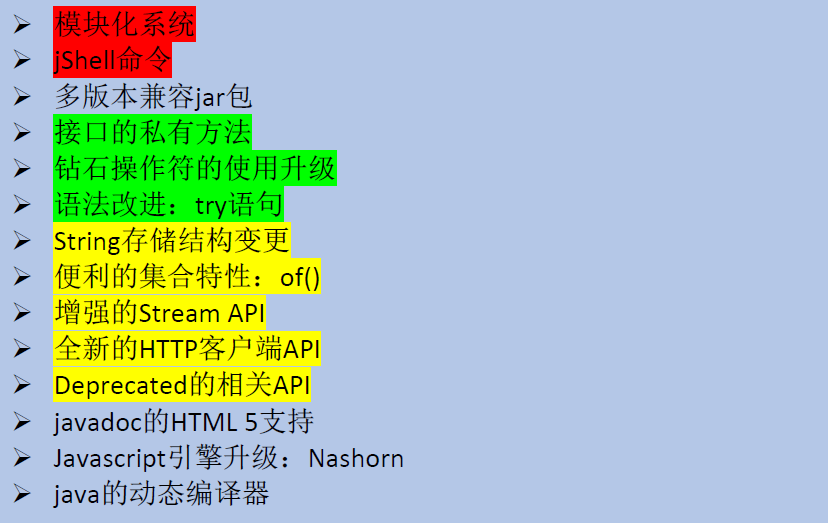 模块化系统
jShell命令
多版本兼容jar包
接口的私有方法
钻石操作符的使用升级
语法改进：try语句
String存储结构变更
便利的集合特性：of()
增强的Stream API
全新的HTTP客户端API
Deprecated的相关API
javadoc的HTML 5支持
Javascript引擎升级：Nashorn
java的动态编译器